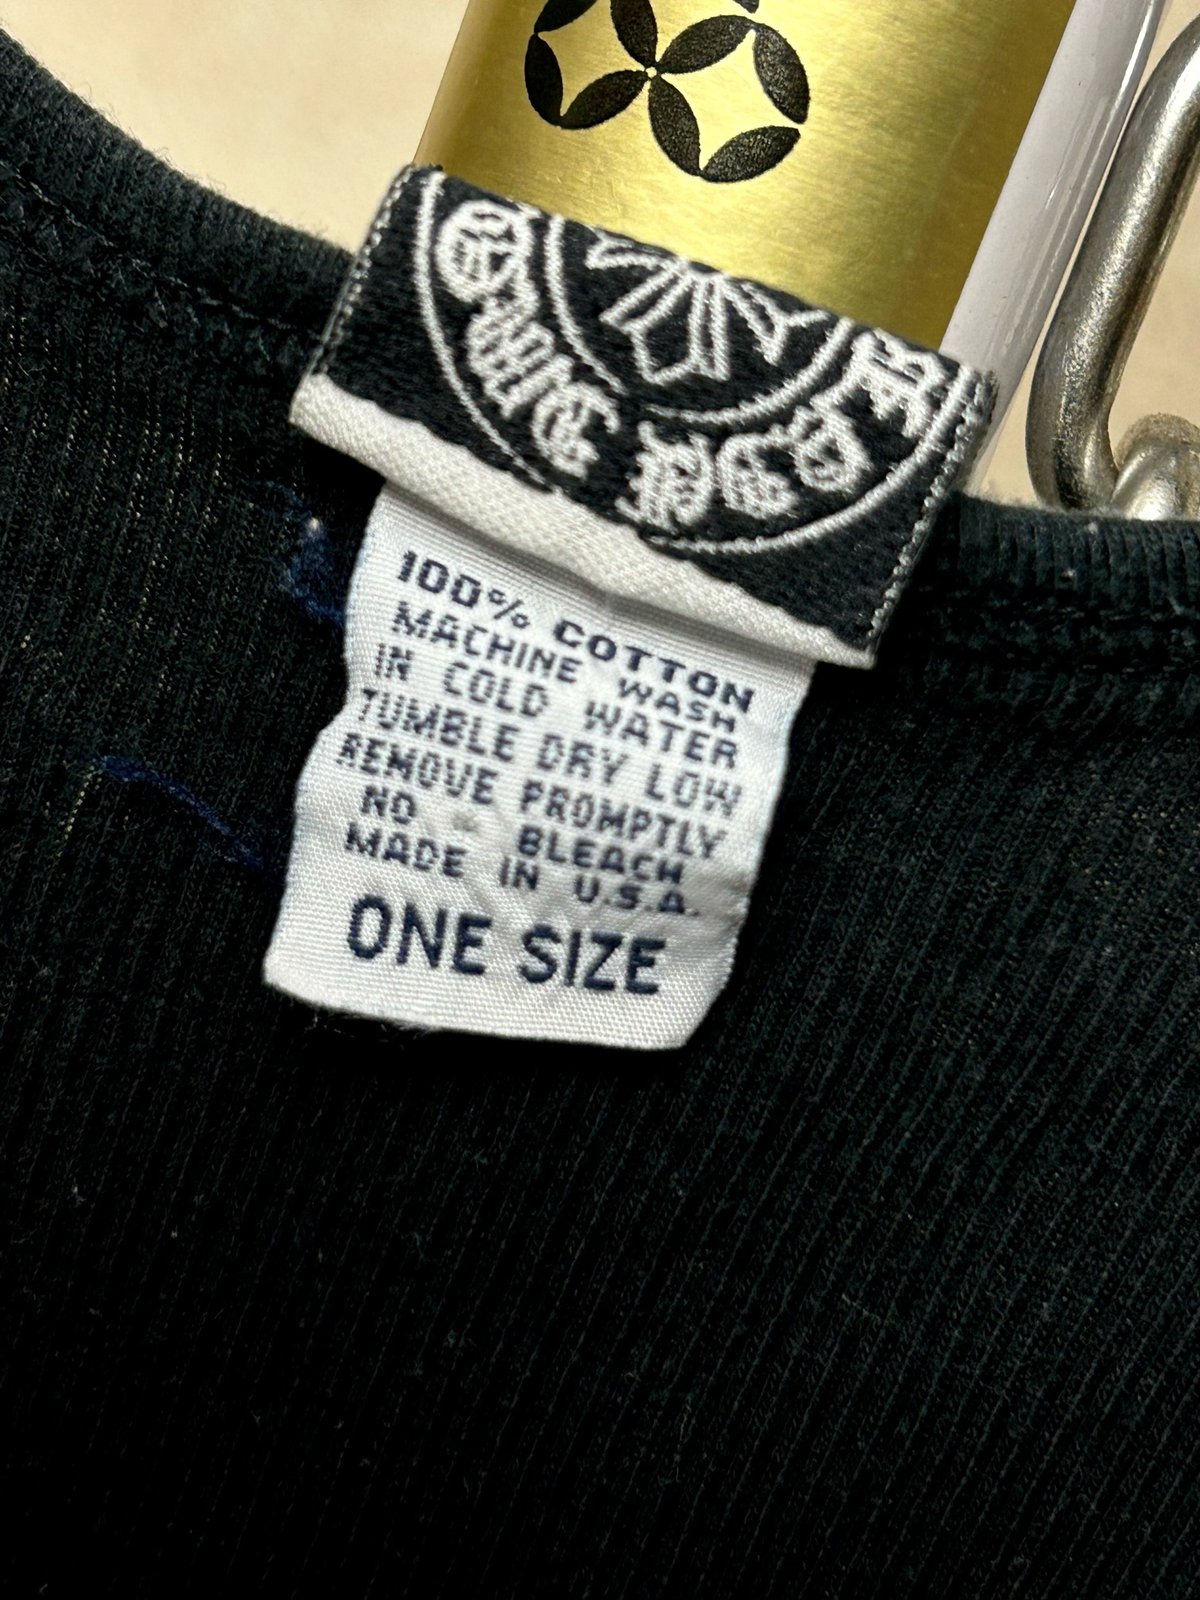 100% COTTON
MACHINE WASH
IN COLD WATER
TUMBLE DRY LOW
REMOVE PROMPTLY
NO BLEACH
MADE IN U.S.A.
ONE SIZE